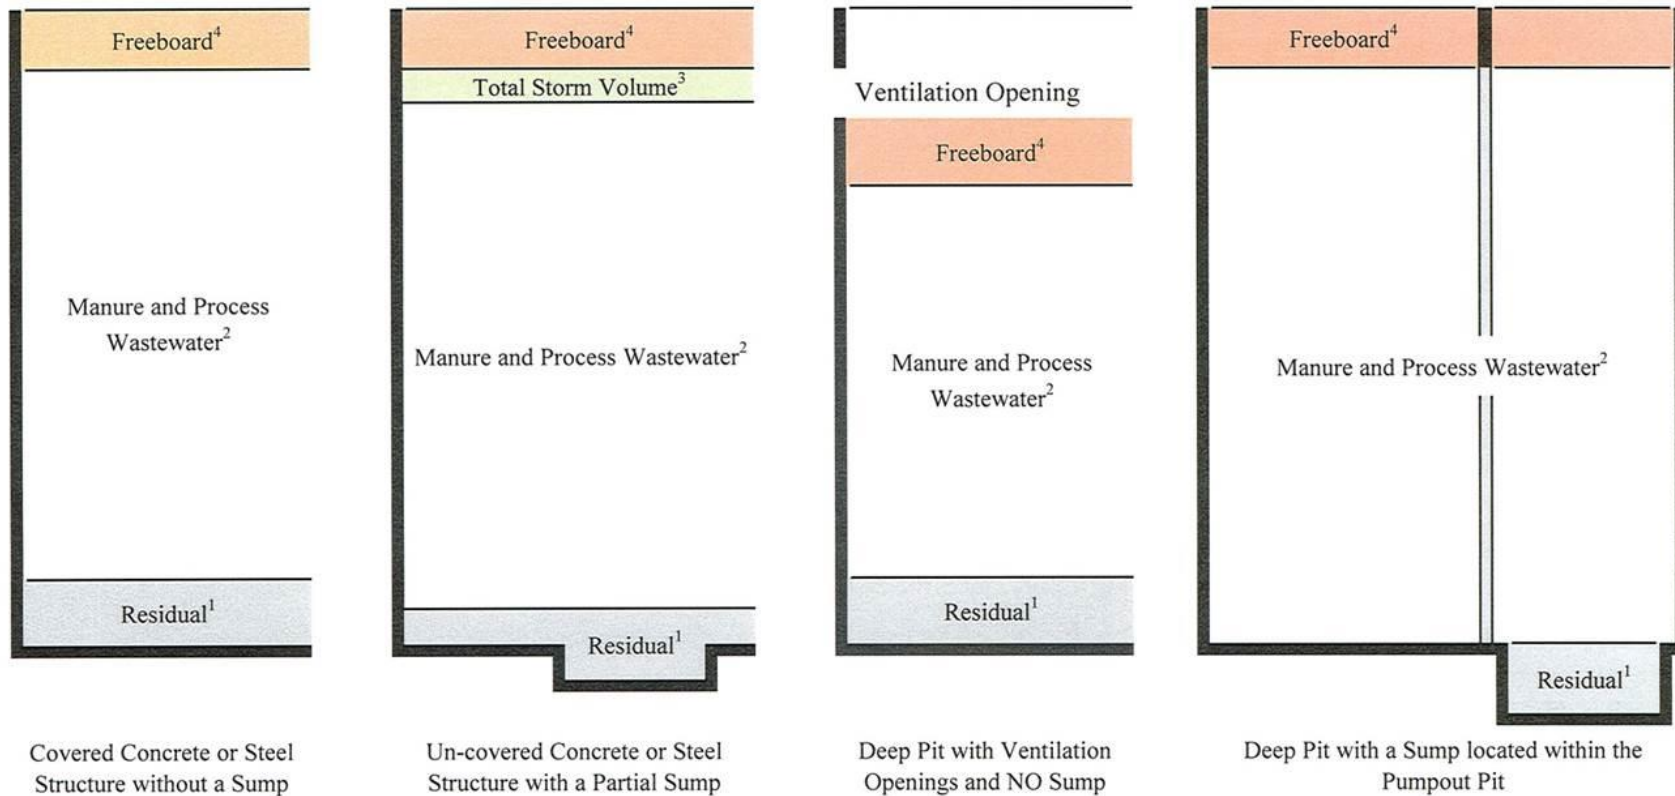 Freeboard⁴
Manure and Process
Wastewater²
Residual¹
Covered Concrete or Steel
Structure without a Sump
Freeboard⁴
Total Storm Volume³
Manure and Process Wastewater²
Residual¹
Un-covered Concrete or Steel
Structure with a Partial Sump
Ventilation Opening
Freeboard⁴
Manure and Process
Wastewater²
Residual¹
Deep Pit with Ventilation
Openings and NO Sump
Freeboard⁴
Manure and Process Wastewater²
Residual¹
Deep Pit with a Sump located within the
Pumpout Pit